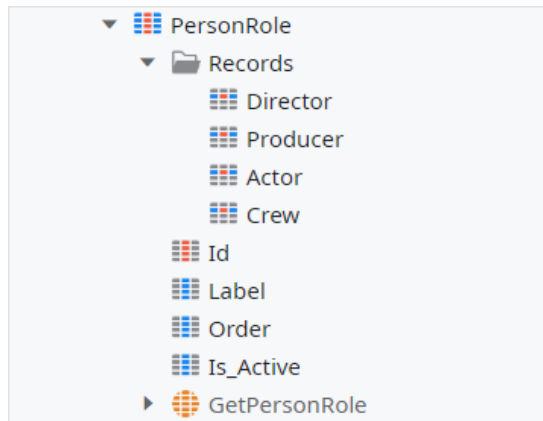 PersonRole
Records
Director
Producer
Actor
Crew
Id
Label
Order
Is_Active
GetPersonRole